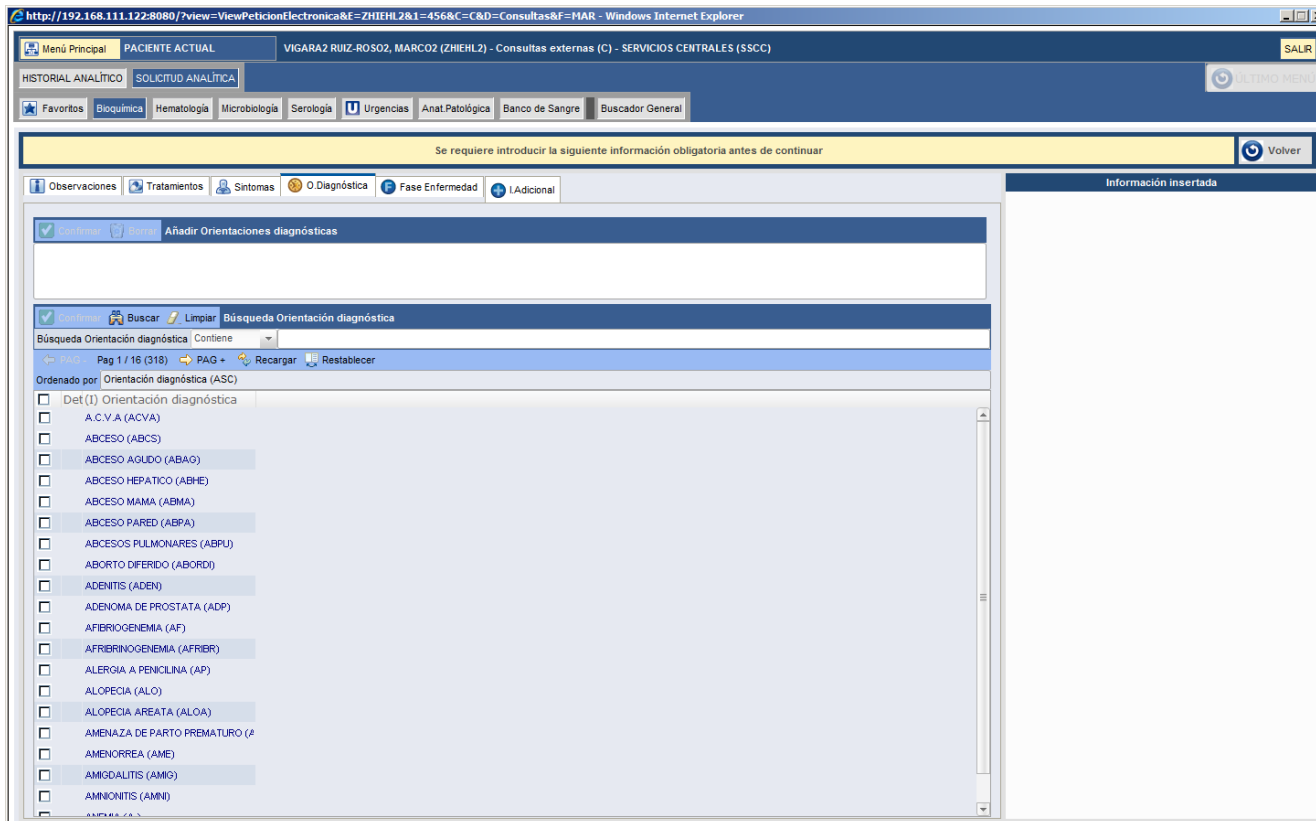 http://192.168.111.122:8080/?view=ViewPeticionElectronica&E=ZHIEHL2&1=456&C=C&D=Consultas&F=MAR - Windows Internet Explorer
Menú Principal PACIENTE ACTUAL VIGARA2 RUIZ-ROSO2, MARCO2 (ZHIEHL2) - Consultas externas (C) - SERVICIOS CENTRALES (SSCC) SALIR
HISTORIAL ANALÍTICO SOLICITUD ANALÍTICA ÚLTIMO MENÚ
Favoritos Bioquímica Hematología Microbiología Serología Urgencias Anat.Patológica Banco de Sangre Buscador General
Se requiere introducir la siguiente información obligatoria antes de continuar Volver
Observaciones Tratamientos Sintomas O.Diagnóstica Fase Enfermedad I.Adicional Información insertada
Confirmar Borrar Añadir Orientaciones diagnósticas
Confirmar Buscar Limpiar Búsqueda Orientación diagnóstica
Búsqueda Orientación diagnóstica Contiene
PAG - Pag 1 / 16 (318) PAG + Recargar Restablecer
Ordenado por Orientación diagnóstica (ASC)
Det (I) Orientación diagnóstica
A.C.V.A (ACVA)
ABCESO (ABCS)
ABCESO AGUDO (ABAG)
ABCESO HEPATICO (ABHE)
ABCESO MAMA (ABMA)
ABCESO PARED (ABPA)
ABCESOS PULMONARES (ABPU)
ABORTO DIFERIDO (ABORDI)
ADENITIS (ADEN)
ADENOMA DE PROSTATA (ADP)
AFIBRIOGENEMIA (AF)
AFRIBRINOGENEMIA (AFRIBR)
ALERGIA A PENICILINA (AP)
ALOPECIA (ALO)
ALOPECIA AREATA (ALOA)
AMENAZA DE PARTO PREMATURO (A
AMENORREA (AME)
AMIGDALITIS (AMIG)
AMNIONITIS (AMNI)